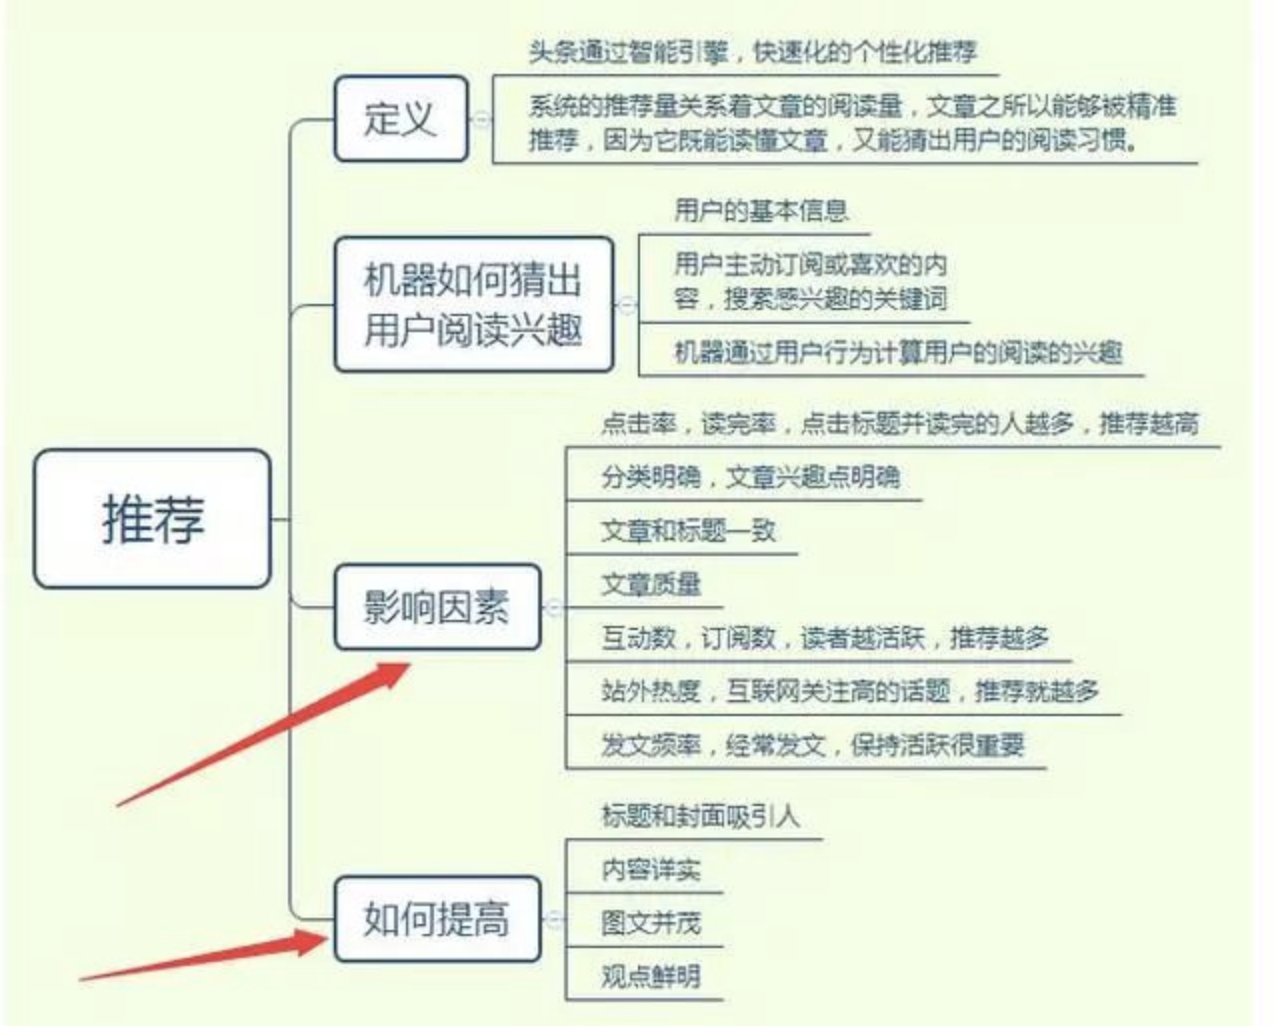 推荐
定义
头条通过智能引擎，快速化的个性化推荐
系统的推荐量关系着文章的阅读量，文章之所以能够被精准
推荐，因为它既能读懂文章，又能猜出用户的阅读习惯。
机器如何猜出
用户阅读兴趣
用户的基本信息
用户主动订阅或喜欢的内
容，搜索感兴趣的关键词
机器通过用户行为计算用户的阅读的兴趣
影响因素
点击率，读完率，点击标题并读完的人越多，推荐越高
分类明确，文章兴趣点明确
文章和标题一致
文章质量
互动数，订阅数，读者越活跃，推荐越多
站外热度，互联网关注高的话题，推荐就越多
发文频率，经常发文，保持活跃很重要
如何提高
标题和封面吸引人
内容详实
图文并茂
观点鲜明